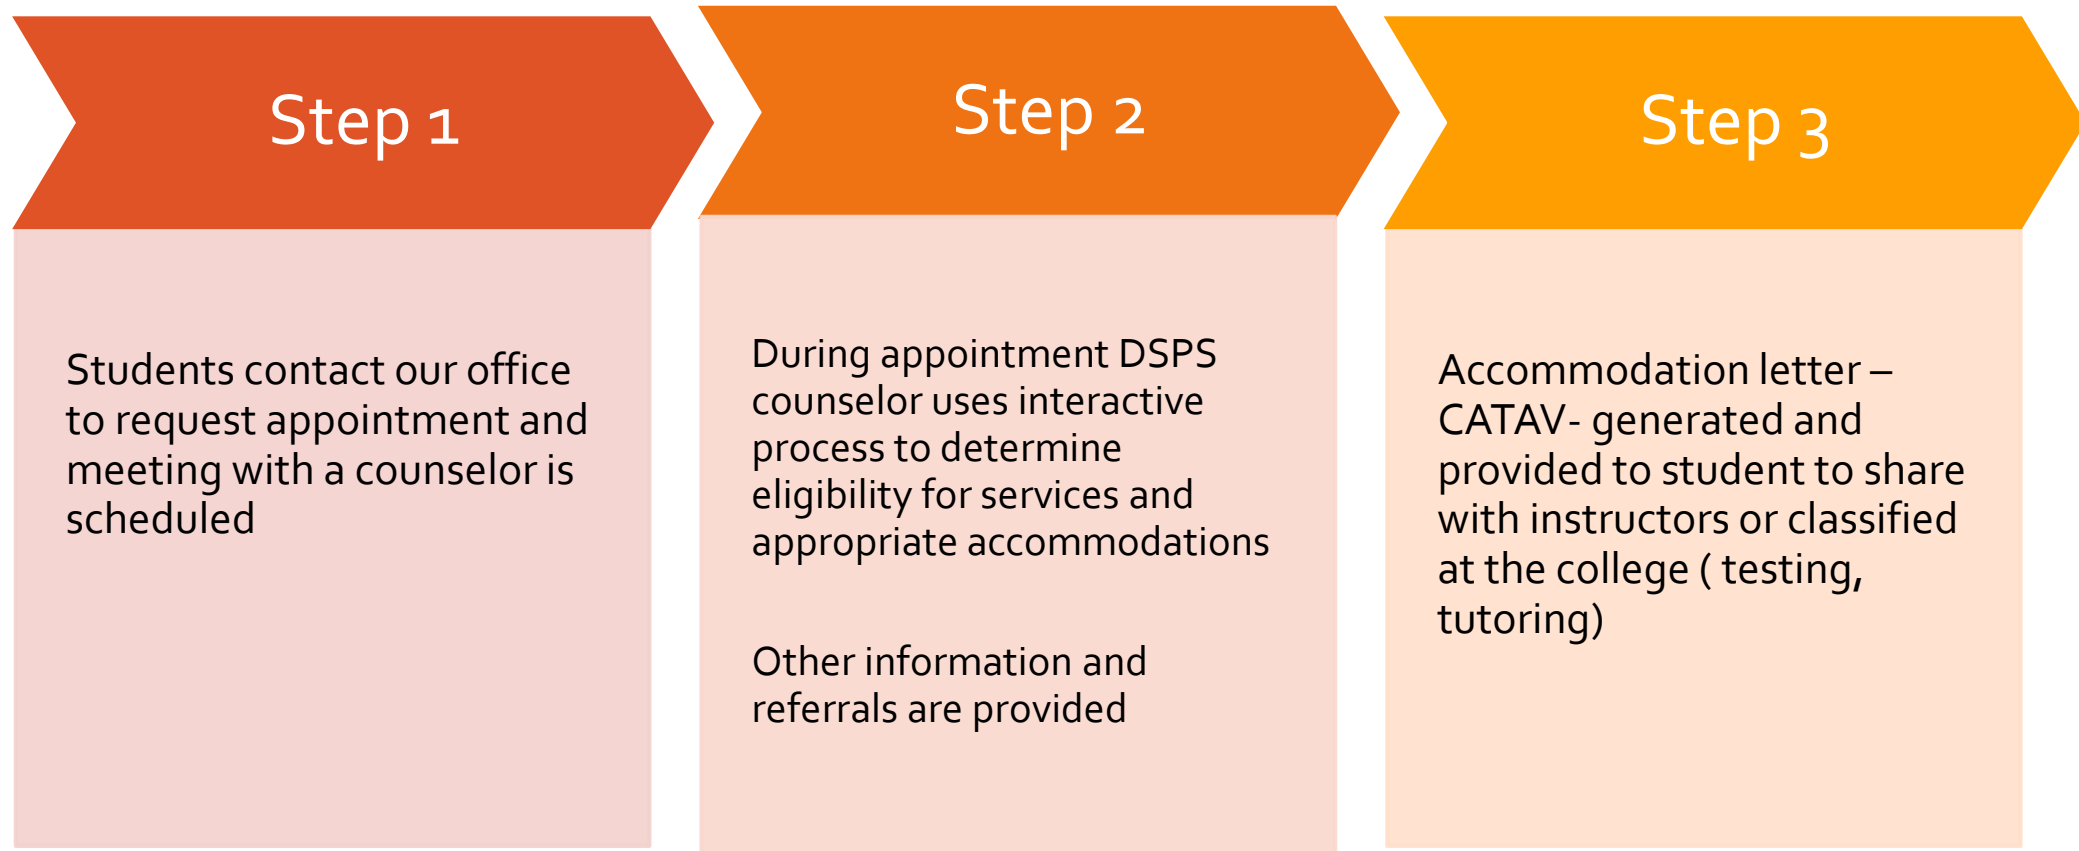 Step 1
Students contact our office
to request appointment and
meeting with a counselor is
scheduled
Step 2
During appointment DSPS
counselor uses interactive
process to determine
eligibility for services and
appropriate accommodations
Other information and
referrals are provided
Step 3
Accommodation letter –
CATAV- generated and
provided to student to share
with instructors or classified
at the college ( testing,
tutoring)